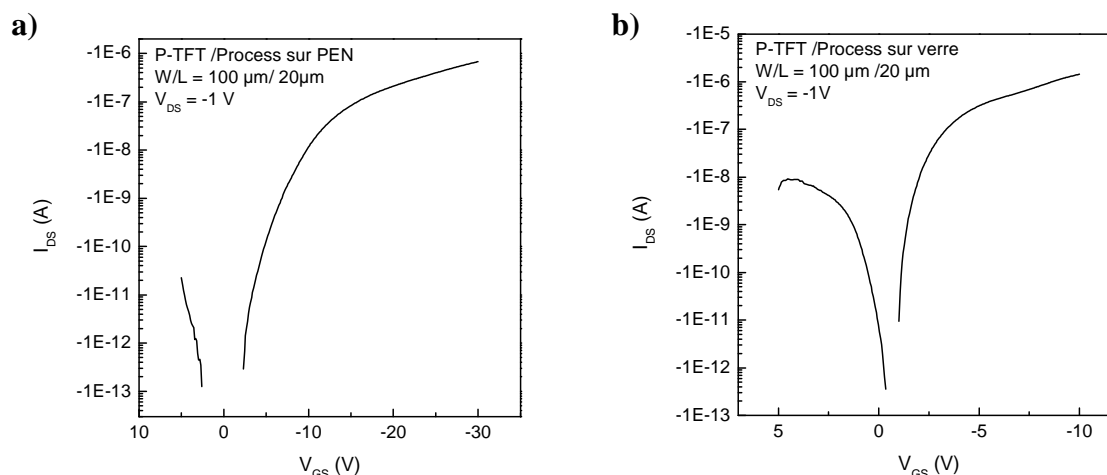 a)
P-TFT /Process sur PEN
W/L = 100 µm/ 20µm
V_DS = -1 V
-1E-6
-1E-7
-1E-8
-1E-9
-1E-10
-1E-11
-1E-12
-1E-13
I_DS (A)
10 0 -10 -20 -30
V_GS (V)
b)
P-TFT /Process sur verre
W/L = 100 µm /20 µm
V_DS = -1V
-1E-5
-1E-6
-1E-7
-1E-8
-1E-9
-1E-10
-1E-11
-1E-12
-1E-13
I_DS (A)
5 0 -5 -10
V_GS (V)